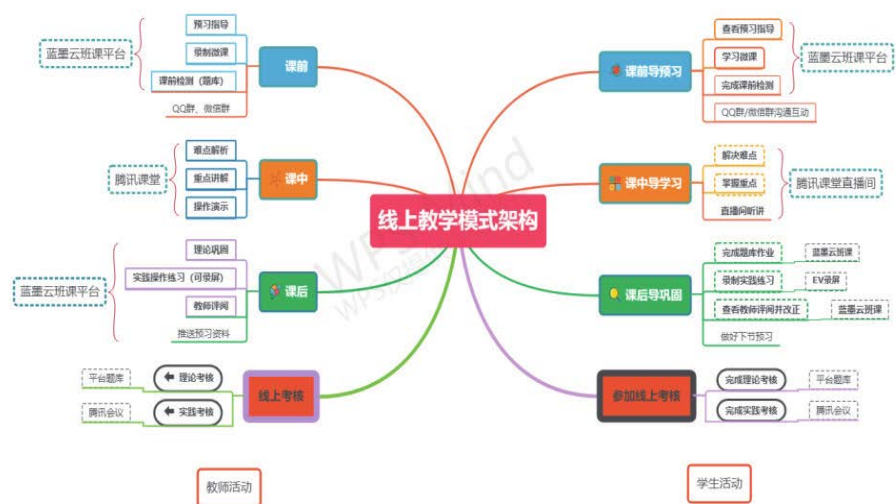 线上教学模式架构
课前
预习指导
录制微课
课前检测（题库）
QQ群、微信群
蓝墨云班课平台
课中
难点解析
重点讲解
操作演示
腾讯课堂
课后
理论巩固
实践操作练习（可录屏）
教师评阅
推送预习资料
蓝墨云班课平台
线上考核
理论考核
平台题库
实践考核
腾讯会议
教师活动
课前导预习
查看预习指导
学习微课
完成课前检测
QQ群/微信群沟通互动
蓝墨云班课平台
课中导学习
解决难点
掌握重点
直播间听讲
腾讯课堂直播间
课后导巩固
完成题库作业
蓝墨云班课
录制实践练习
EV录屏
查看教师评阅并改正
蓝墨云班课
做好下节预习
参加线上考核
完成理论考核
平台题库
完成实践考核
腾讯会议
学生活动